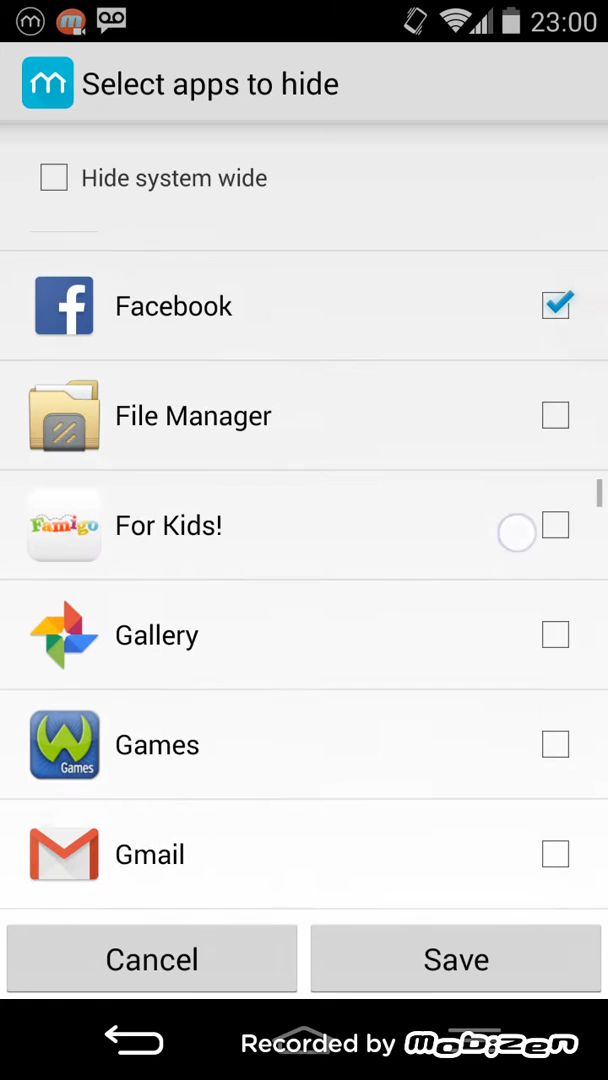 23:00
Select apps to hide
Hide system wide
Facebook
File Manager
Famigo For Kids!
Gallery
Games Games
Gmail
Cancel Save
Recorded by mobizen